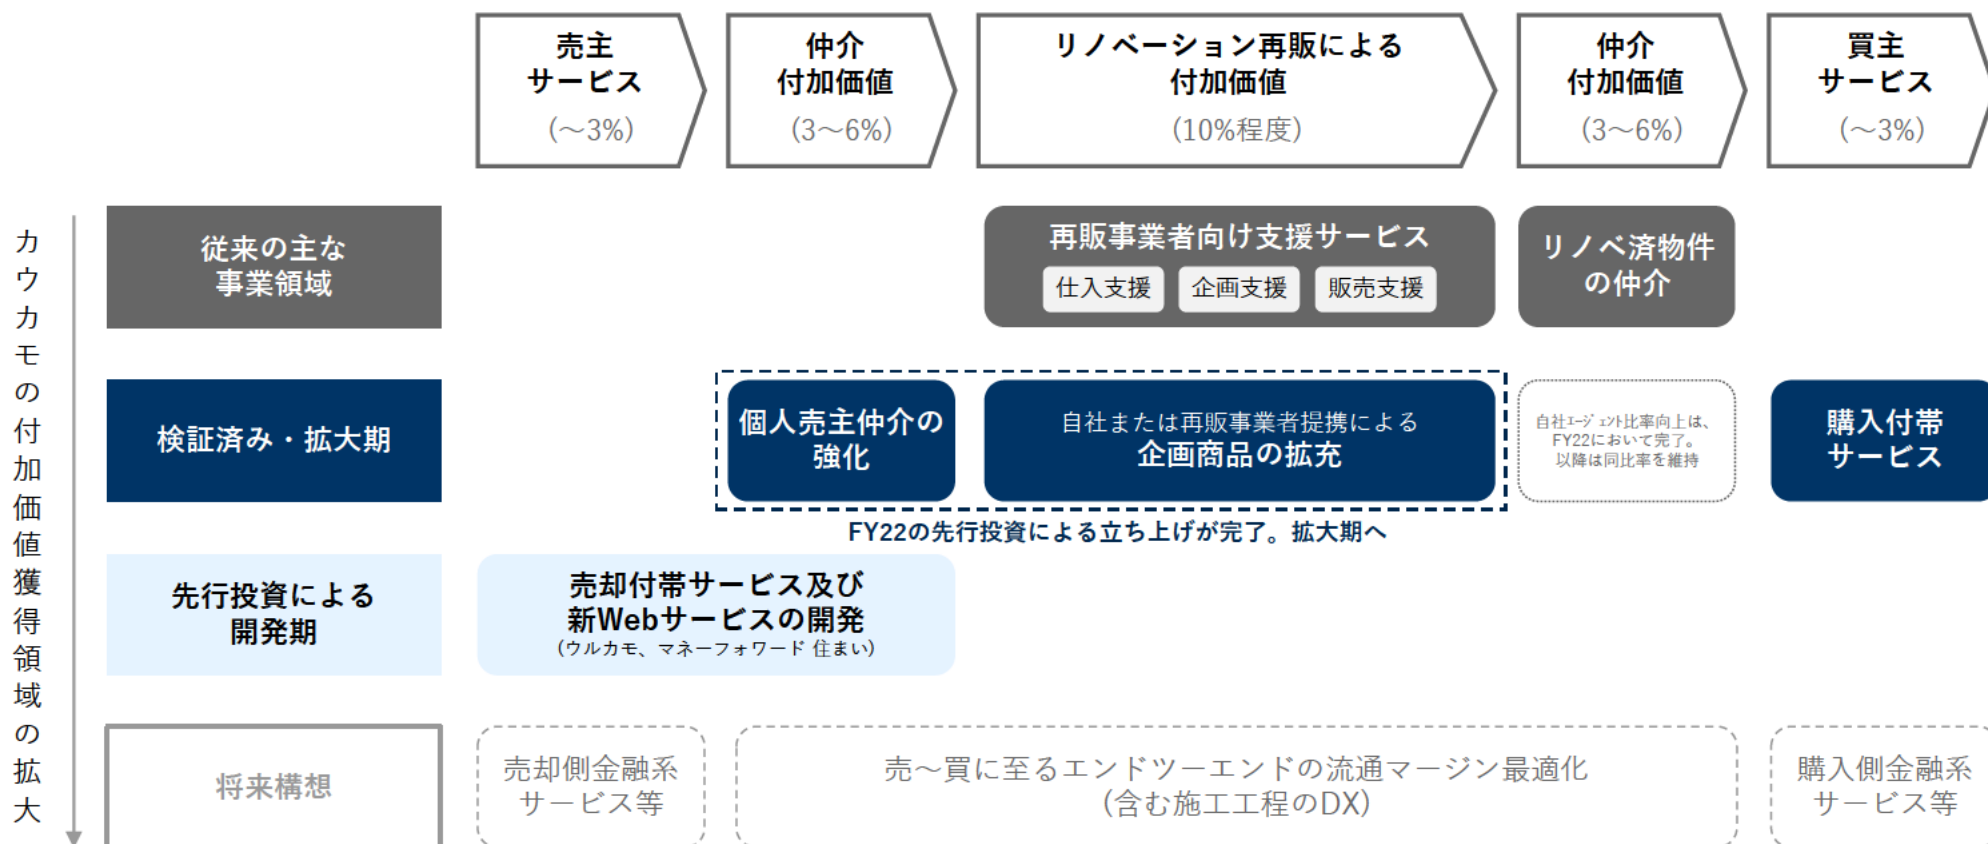 売主
サービス
(～3%)
仲介
付加価値
(3～6%)
リノベーション再販による
付加価値
(10%程度)
仲介
付加価値
(3～6%)
買主
サービス
(～3%)
カウカモの付加価値獲得領域の拡大
従来の主な
事業領域
再販事業者向け支援サービス
仕入支援
企画支援
販売支援
リノベ済物件
の仲介
検証済み・拡大期
個人売主仲介の
強化
自社または再販事業者提携による
企画商品の拡充
自社ｴｰｼﾞｪﾝﾄ比率向上は、
FY22において完了。
以降は同比率を維持
購入付帯
サービス
FY22の先行投資による立ち上げが完了。拡大期へ
先行投資による
開発期
売却付帯サービス及び
新Webサービスの開発
(ウルカモ、マネーフォワード 住まい)
将来構想
売却側金融系
サービス等
売～買に至るエンドツーエンドの流通マージン最適化
(含む施工工程のDX)
購入側金融系
サービス等